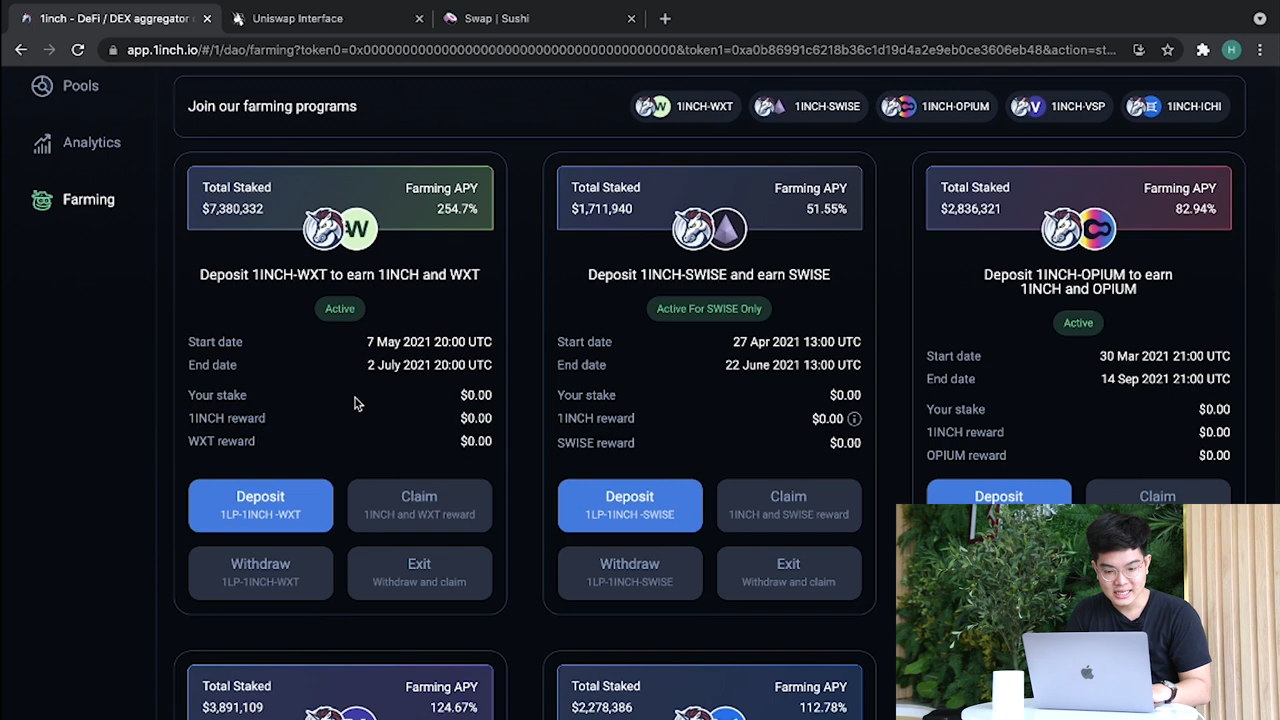 1inch - DeFi / DEX aggregator
Uniswap Interface
Swap | Sushi
app.1inch.io/#/1/dao/farming?token0=0x0000000000000000000000000000000000000000&token1=0xa0b86991c6218b36c1d19d4a2e9eb0ce3606eb48&action=st...
H
Pools
Analytics
Farming
Join our farming programs
1INCH-WXT
1INCH-SWISE
1INCH-OPIUM
1INCH-VSP
1INCH-ICHI
Total Staked
Farming APY
$7,380,332
254.7%
W
Deposit 1INCH-WXT to earn 1INCH and WXT
Active
Start date
7 May 2021 20:00 UTC
End date
2 July 2021 20:00 UTC
Your stake
$0.00
1INCH reward
$0.00
WXT reward
$0.00
Deposit
1LP-1INCH -WXT
Claim
1INCH and WXT reward
Withdraw
1LP-1INCH-WXT
Exit
Withdraw and claim
Total Staked
Farming APY
$1,711,940
51.55%
Deposit 1INCH-SWISE and earn SWISE
Active For SWISE Only
Start date
27 Apr 2021 13:00 UTC
End date
22 June 2021 13:00 UTC
Your stake
$0.00
1INCH reward
$0.00
SWISE reward
$0.00
Deposit
1LP-1INCH -SWISE
Claim
1INCH and SWISE reward
Withdraw
1LP-1INCH-SWISE
Exit
Withdraw and claim
Total Staked
Farming APY
$2,836,321
82.94%
Deposit 1INCH-OPIUM to earn
1INCH and OPIUM
Active
Start date
30 Mar 2021 21:00 UTC
End date
14 Sep 2021 21:00 UTC
Your stake
$0.00
1INCH reward
$0.00
OPIUM reward
$0.00
Deposit
Claim
Total Staked
Farming APY
$3,891,109
124.67%
Total Staked
Farming APY
$2,278,386
112.78%